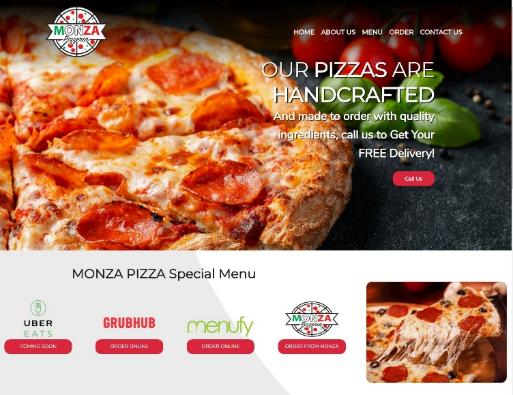 MONZA
Pizzeria
HOME ABOUT US MENU ORDER CONTACT US
OUR PIZZAS ARE
HANDCRAFTED
And made to order with quality
ingredients, call us to Get Your
FREE Delivery!
Call Us
MONZA PIZZA Special Menu
UBER
EATS
GRUBHUB
menufy
MONZA
Pizzeria
COMING SOON
ORDER ONLINE
ORDER ONLINE
ORDER FROM MONZA